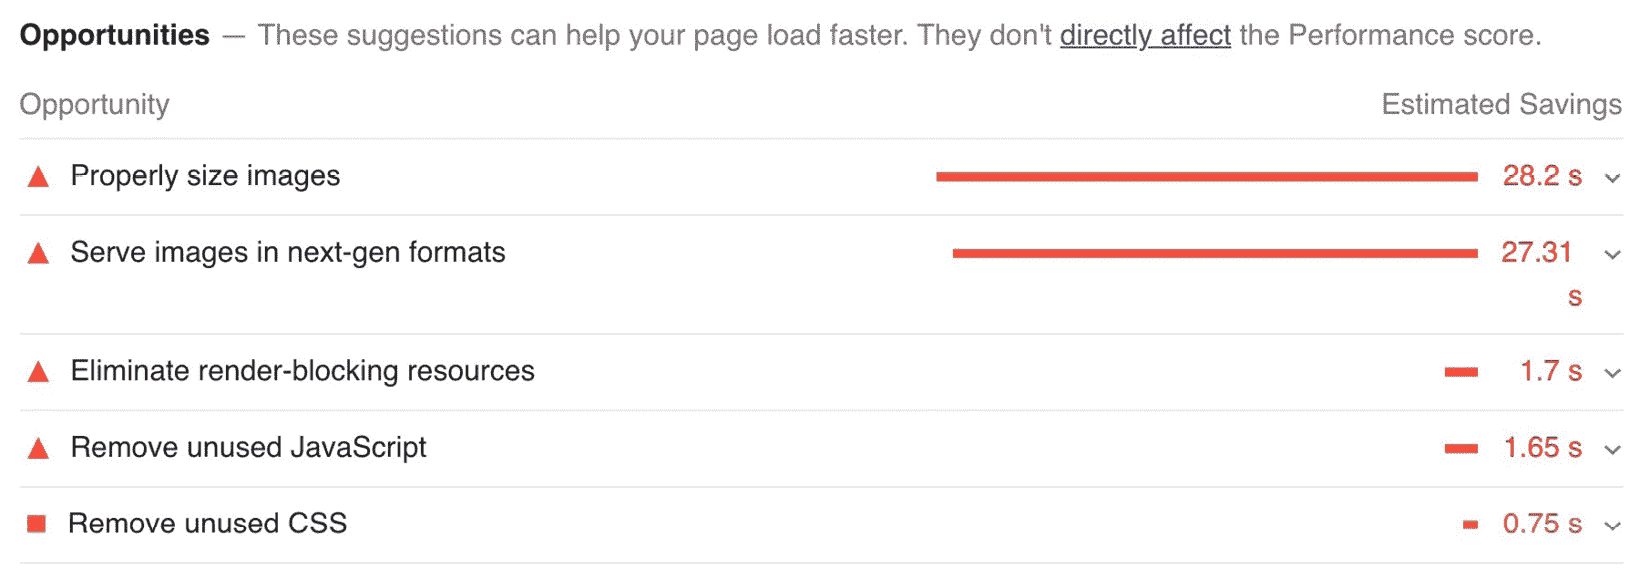 Opportunities — These suggestions can help your page load faster. They don't directly affect the Performance score.
Opportunity Estimated Savings
Properly size images 28.2 s
Serve images in next-gen formats 27.31
s
Eliminate render-blocking resources 1.7 s
Remove unused JavaScript 1.65 s
Remove unused CSS 0.75 s